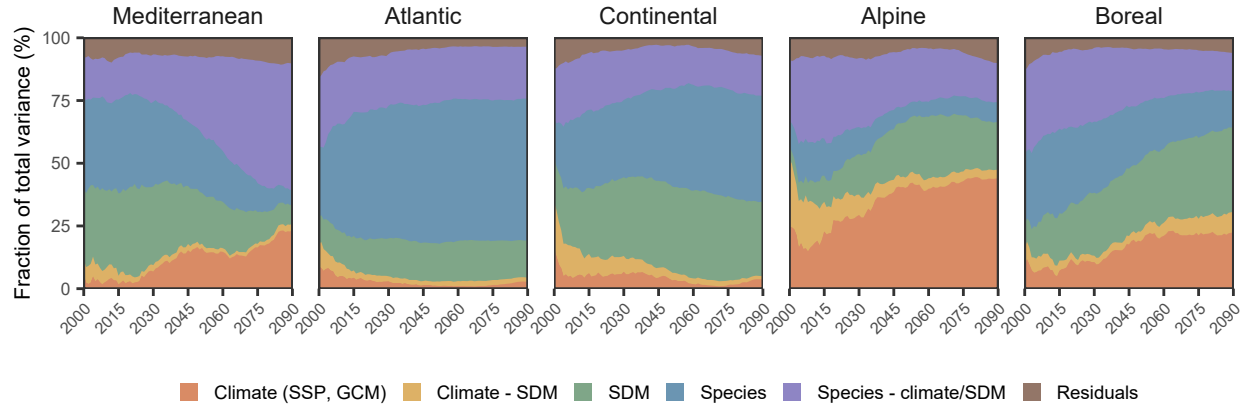 Mediterranean Atlantic Continental Alpine Boreal
Fraction of total variance (%)
100
75
50
25
0
2000 2015 2030 2045 2060 2075 2090 2000 2015 2030 2045 2060 2075 2090 2000 2015 2030 2045 2060 2075 2090 2000 2015 2030 2045 2060 2075 2090 2000 2015 2030 2045 2060 2075 2090
Climate (SSP, GCM) Climate - SDM SDM Species Species - climate/SDM Residuals